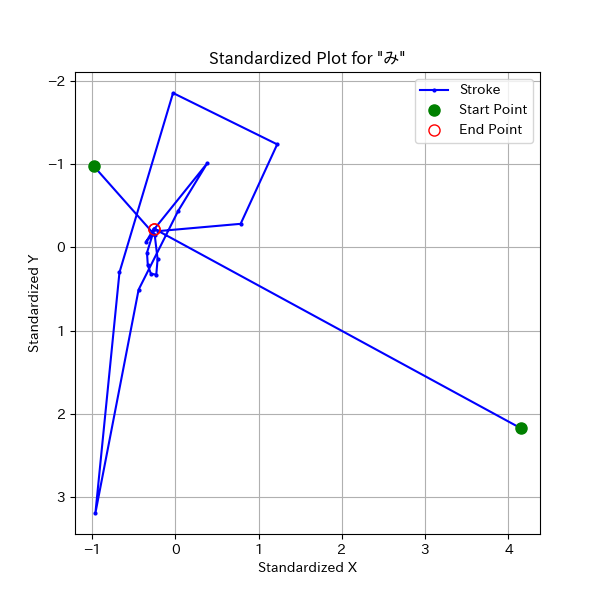 Standardized Plot for "み"
Stroke
Start Point
End Point
−2
−1
0
1
2
3
Standardized Y
−1
0
1
2
3
4
Standardized X